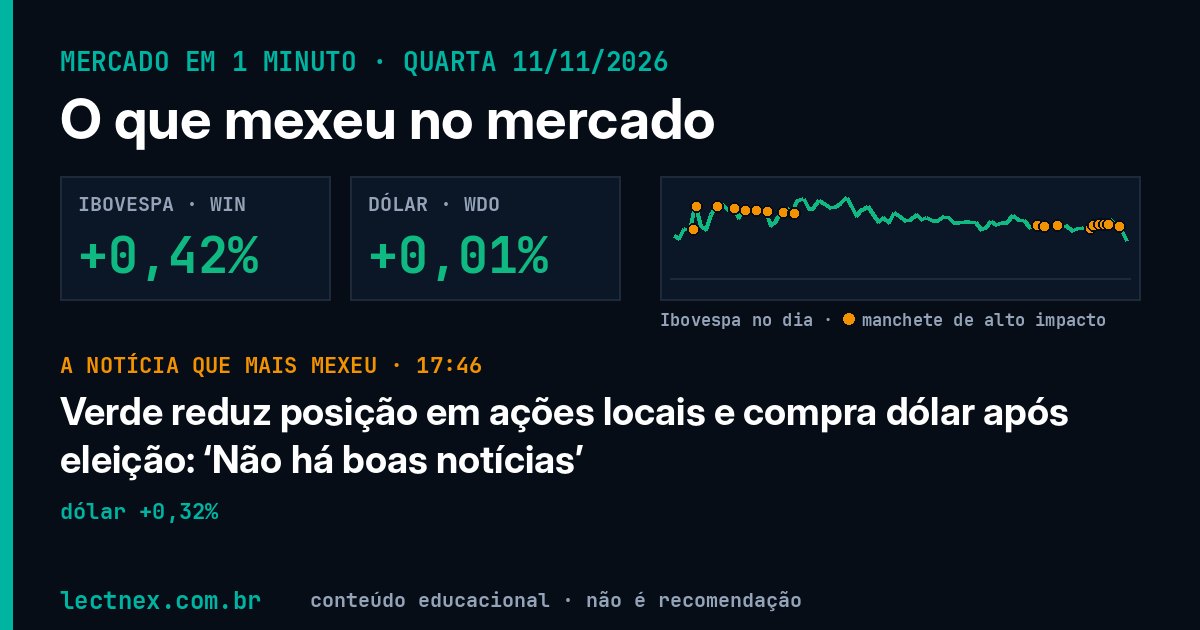 MERCADO EM 1 MINUTO · QUARTA 11/11/2026
O que mexeu no mercado
IBOVESPA · WIN
+0,42%
DÓLAR · WDO
+0,01%
Ibovespa no dia · manchete de alto impacto
A NOTÍCIA QUE MAIS MEXEU · 17:46
Verde reduz posição em ações locais e compra dólar após
eleição: ‘Não há boas notícias’
dólar +0,32%
lectnex.com.br
conteúdo educacional · não é recomendação